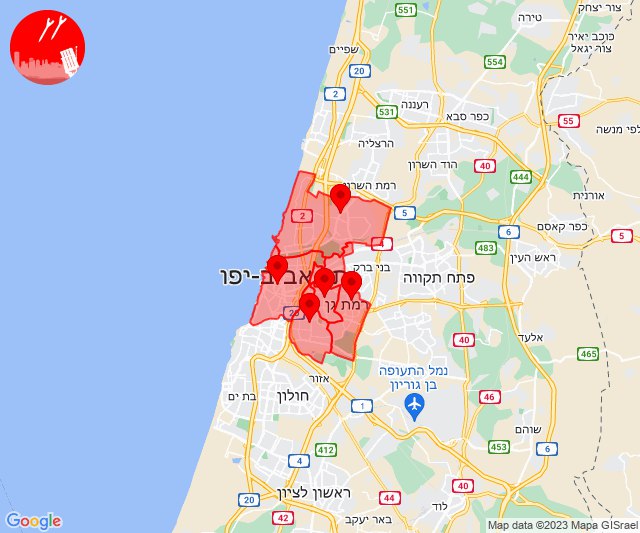 צור יצחק
טירה
כוכב יאיר
צור יגאל
שפיים
551
20
554
2
רעננה
531
כפר סבא
55
לפי מנשה
הרצליה
הוד השרון
40
444
רמת השרון
אורנית
2
5
6
כפר קאסם
5
4
483
ראש העין
בני ברק
פתח תקווה
אביב-יפו
רמת גן
20
אלעד
40
465
אזור
נמל התעופה
בן גוריון
חולון
בת ים
46
1
שוהם
412
453
6
4
40
ראשון לציון
44
20
לוד
42
באר יעקב
Google
Map data ©2023 Mapa GISrael